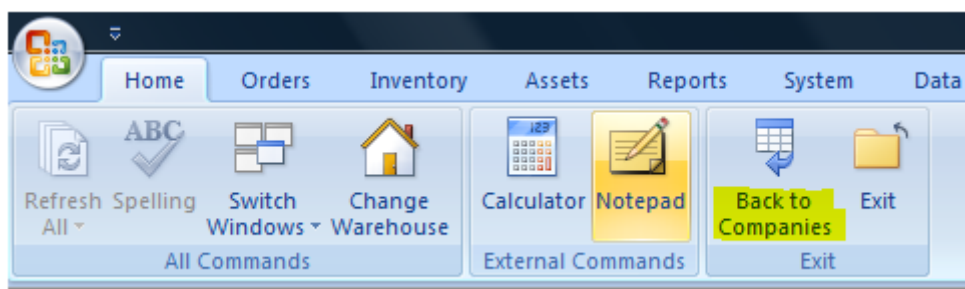 Home Orders Inventory Assets Reports System Data
ABC 123
Refresh Spelling Switch Change Calculator Notepad Back to Exit
All Windows Warehouse Companies
All Commands External Commands Exit